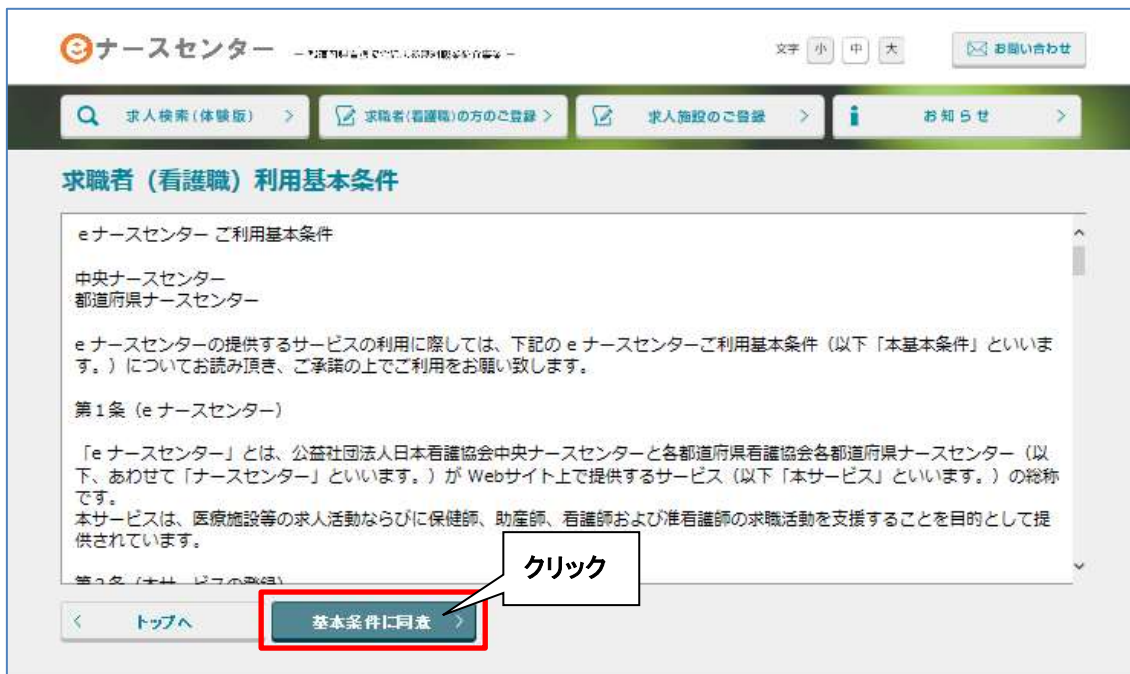 eナースセンター
文字 小 中 大 お問い合わせ
求人検索(体験版) > 求職者(看護職)の方のご登録 > 求人施設のご登録 > お知らせ >
求職者（看護職）利用基本条件
eナースセンター ご利用基本条件
中央ナースセンター
都道府県ナースセンター
e ナースセンターの提供するサービスの利用に際しては、下記の e ナースセンターご利用基本条件（以下「本基本条件」といいま
す。）についてお読み頂き、ご承諾の上でご利用をお願い致します。
第1条（e ナースセンター）
「e ナースセンター」とは、公益社団法人日本看護協会中央ナースセンターと各都道府県看護協会各都道府県ナースセンター（以
下、あわせて「ナースセンター」といいます。）が Webサイト上で提供するサービス（以下「本サービス」といいます。）の総称
です。
本サービスは、医療施設等の求人活動ならびに保健師、助産師、看護師および准看護師の求職活動を支援することを目的として提
供されています。
第2条（本サービスの登録）
クリック
< トップへ 基本条件に同意 >